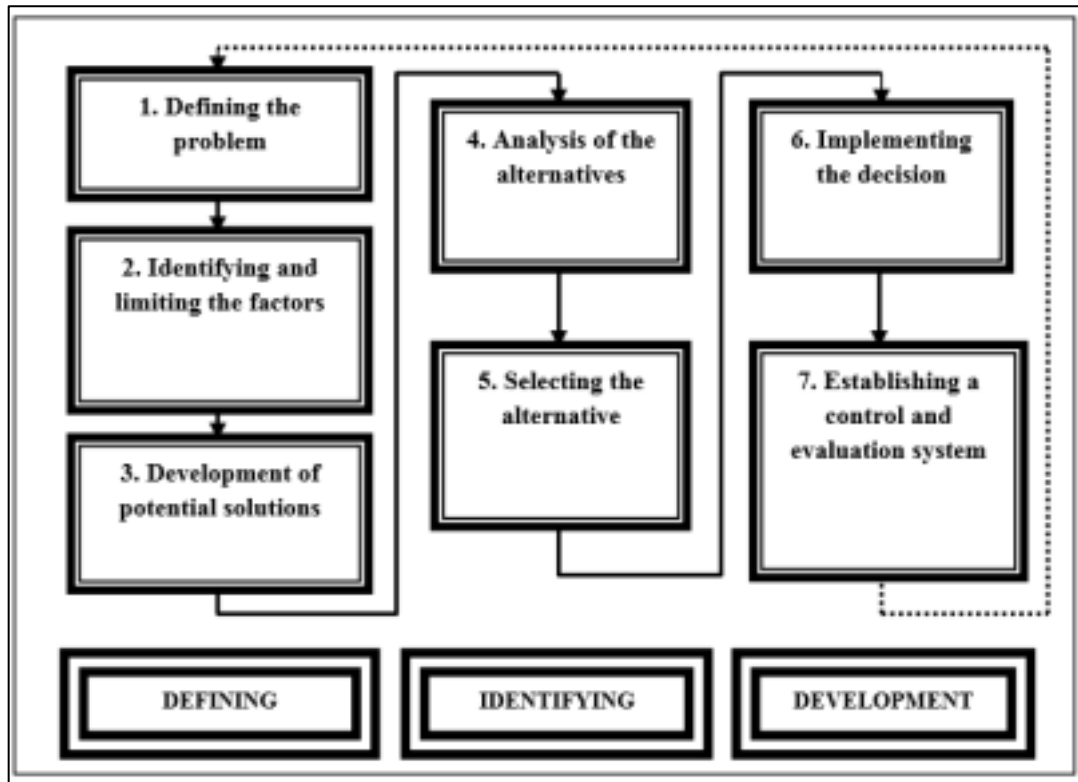 1. Defining the
problem
2. Identifying and
limiting the factors
3. Development of
potential solutions
4. Analysis of the
alternatives
5. Selecting the
alternative
6. Implementing
the decision
7. Establishing a
control and
evaluation system
DEFINING
IDENTIFYING
DEVELOPMENT